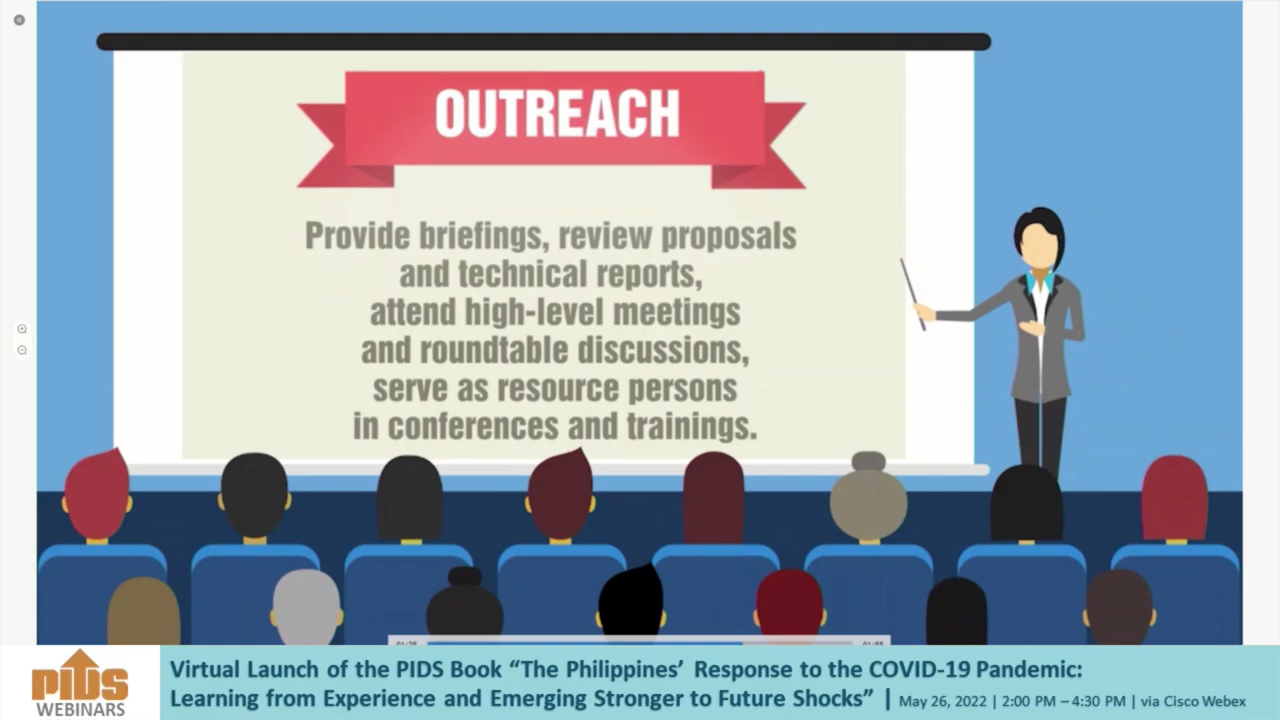 OUTREACH
Provide briefings, review proposals
and technical reports,
attend high-level meetings
and roundtable discussions,
serve as resource persons
in conferences and trainings.
PIDS
WEBINARS
Virtual Launch of the PIDS Book “The Philippines’ Response to the COVID-19 Pandemic:
Learning from Experience and Emerging Stronger to Future Shocks” | May 26, 2022 | 2:00 PM – 4:30 PM | via Cisco Webex